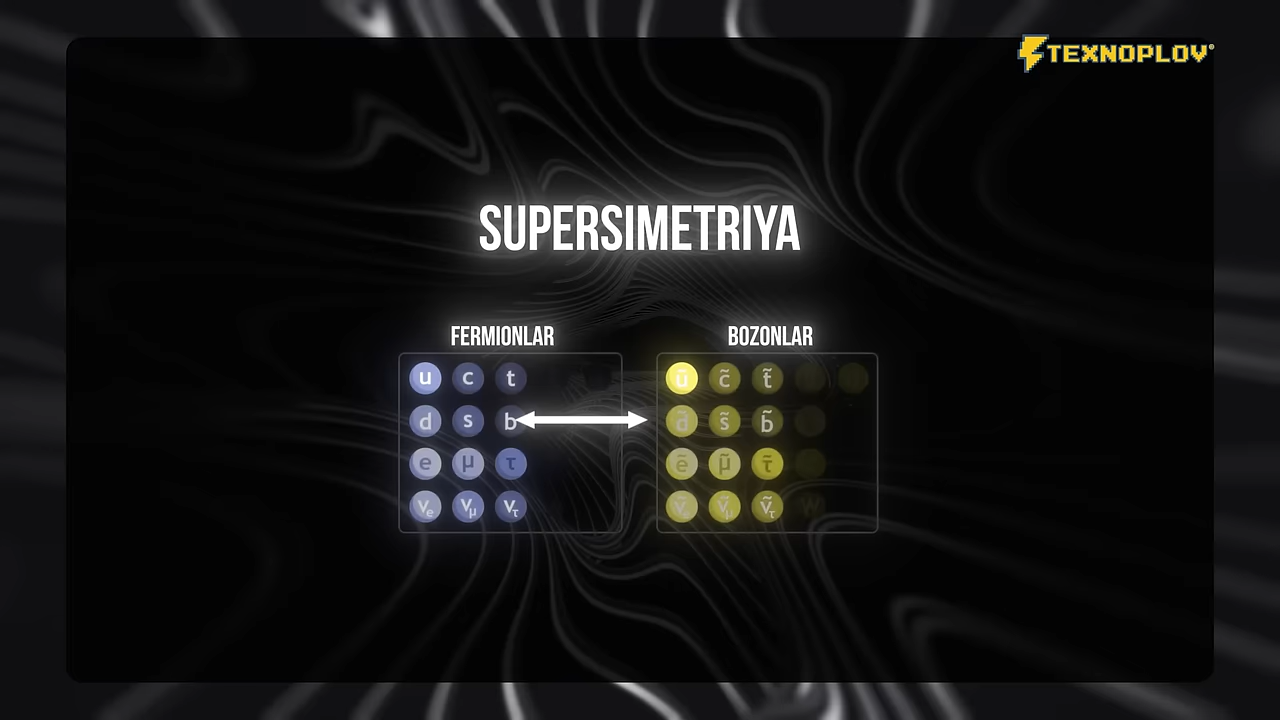 TEXNOPLOV
SUPERSIMETRIYA
FERMIONLAR BOZONLAR
u c t ũ c̃ t̃
d s b d̃ s̃ b̃
e μ τ ẽ μ̃ τ̃
νe νμ ντ ν̃e ν̃μ ν̃τ